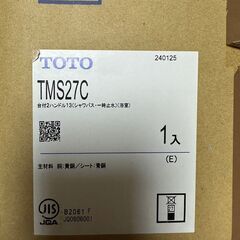 TOTO
240125
TMS27C
台付2ハンドル13(シャワバス・一時止水)(浴室)
1入
(E)
主材料 胴:青銅/シート:青銅
JIS
JQA
B2061 F
JQ0508001